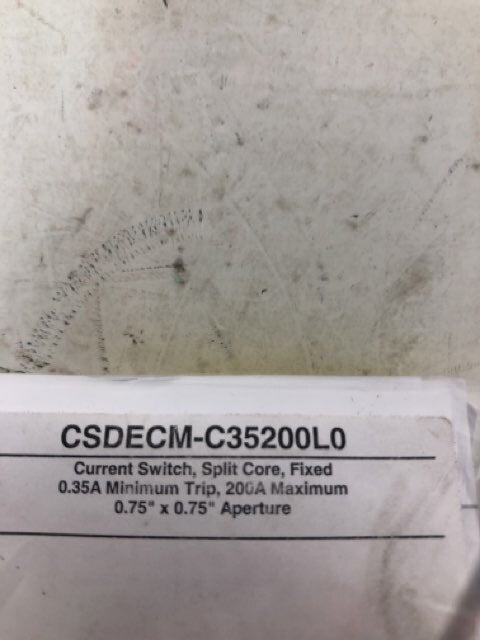 CSDECM-C35200L0
Current Switch, Split Core, Fixed
0.35A Minimum Trip, 200A Maximum
0.75" x 0.75" Aperture